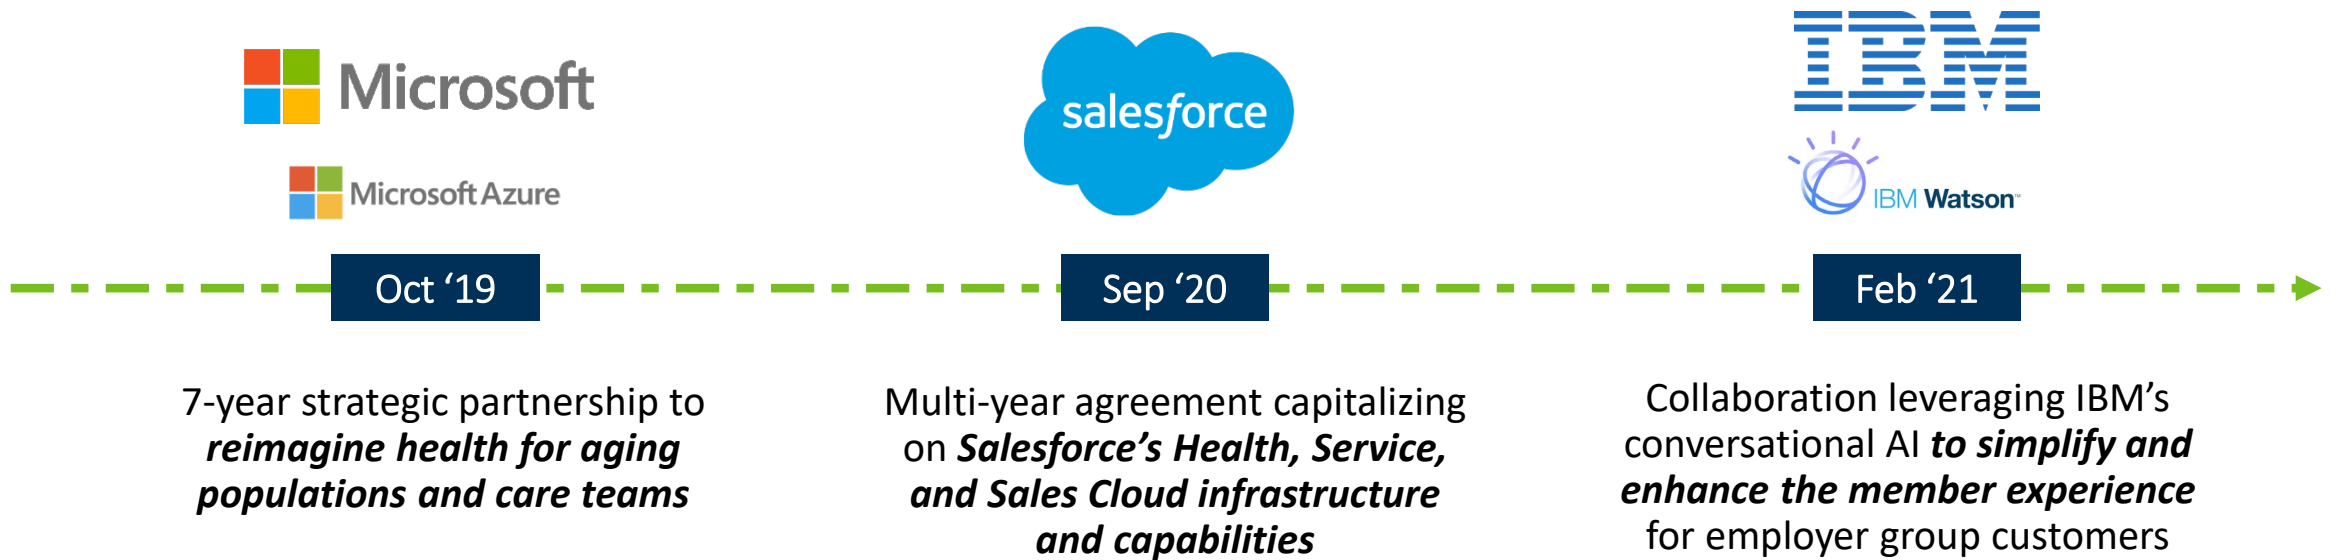 Microsoft
Microsoft Azure
Oct ‘19
7-year strategic partnership to
reimagine health for aging
populations and care teams
salesforce
Sep ‘20
Multi-year agreement capitalizing
on Salesforce’s Health, Service,
and Sales Cloud infrastructure
and capabilities
IBM
IBM Watson™
Feb ‘21
Collaboration leveraging IBM’s
conversational AI to simplify and
enhance the member experience
for employer group customers